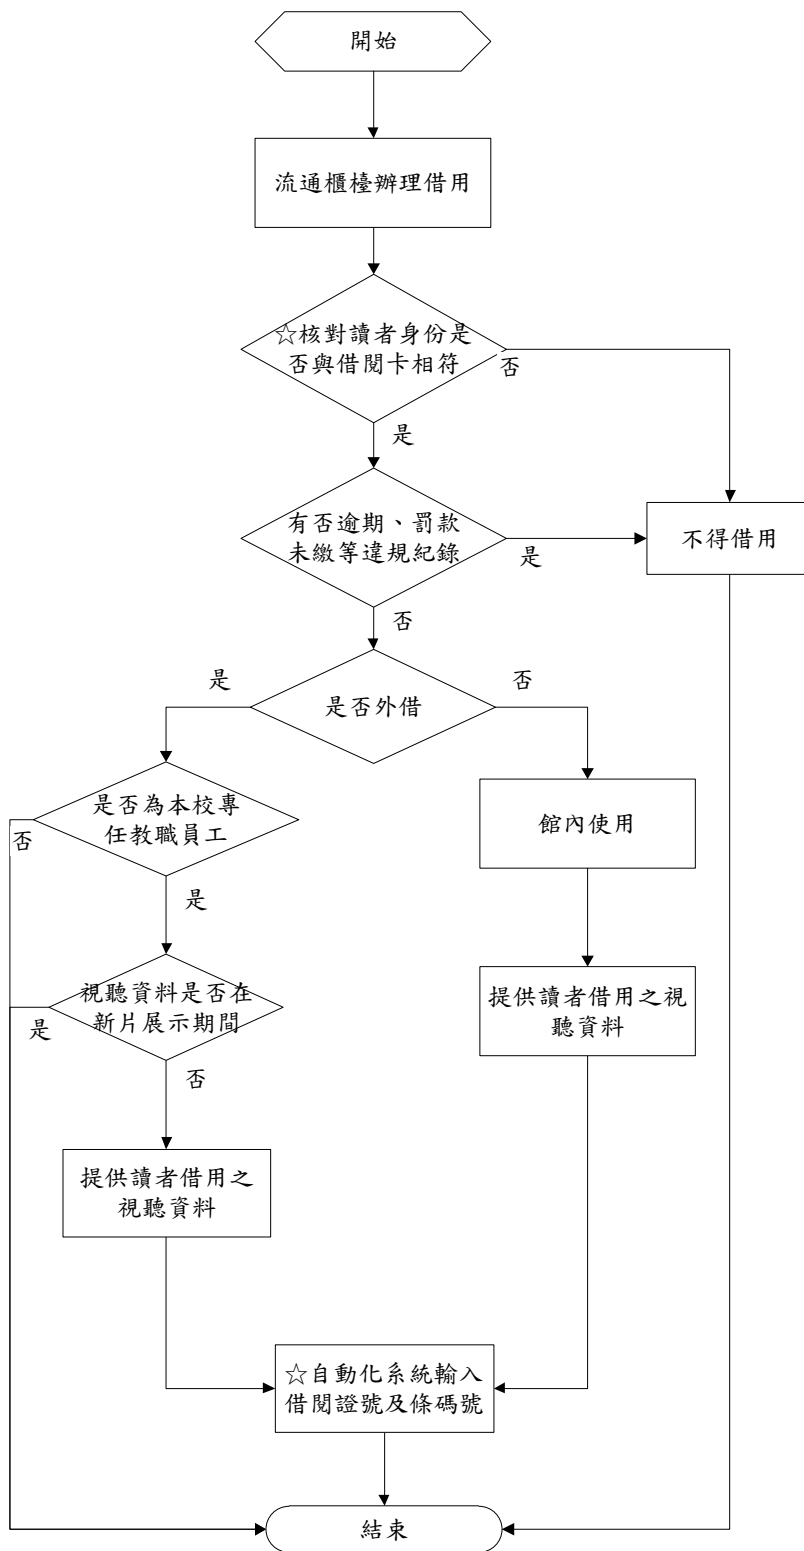 開始
流通櫃檯辦理借用
☆核對讀者身份是
否與借閱卡相符
否
是
有否逾期、罰款
未繳等違規紀錄
是
不得借用
否
是
否
是否外借
是否為本校專
任教職員工
否
是
館內使用
視聽資料是否在
新片展示期間
是
否
提供讀者借用之視
聽資料
提供讀者借用之
視聽資料
☆自動化系統輸入
借閱證號及條碼號
結束